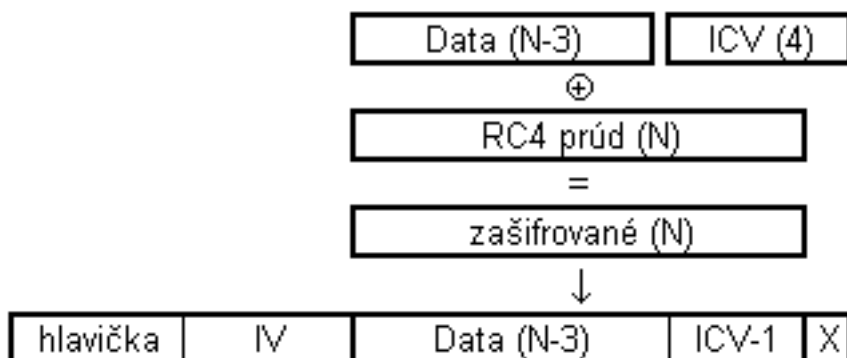 Data (N-3) ICV (4)
⊕
RC4 prúd (N)
=
zašifrované (N)
↓
hlavička IV Data (N-3) ICV-1 X